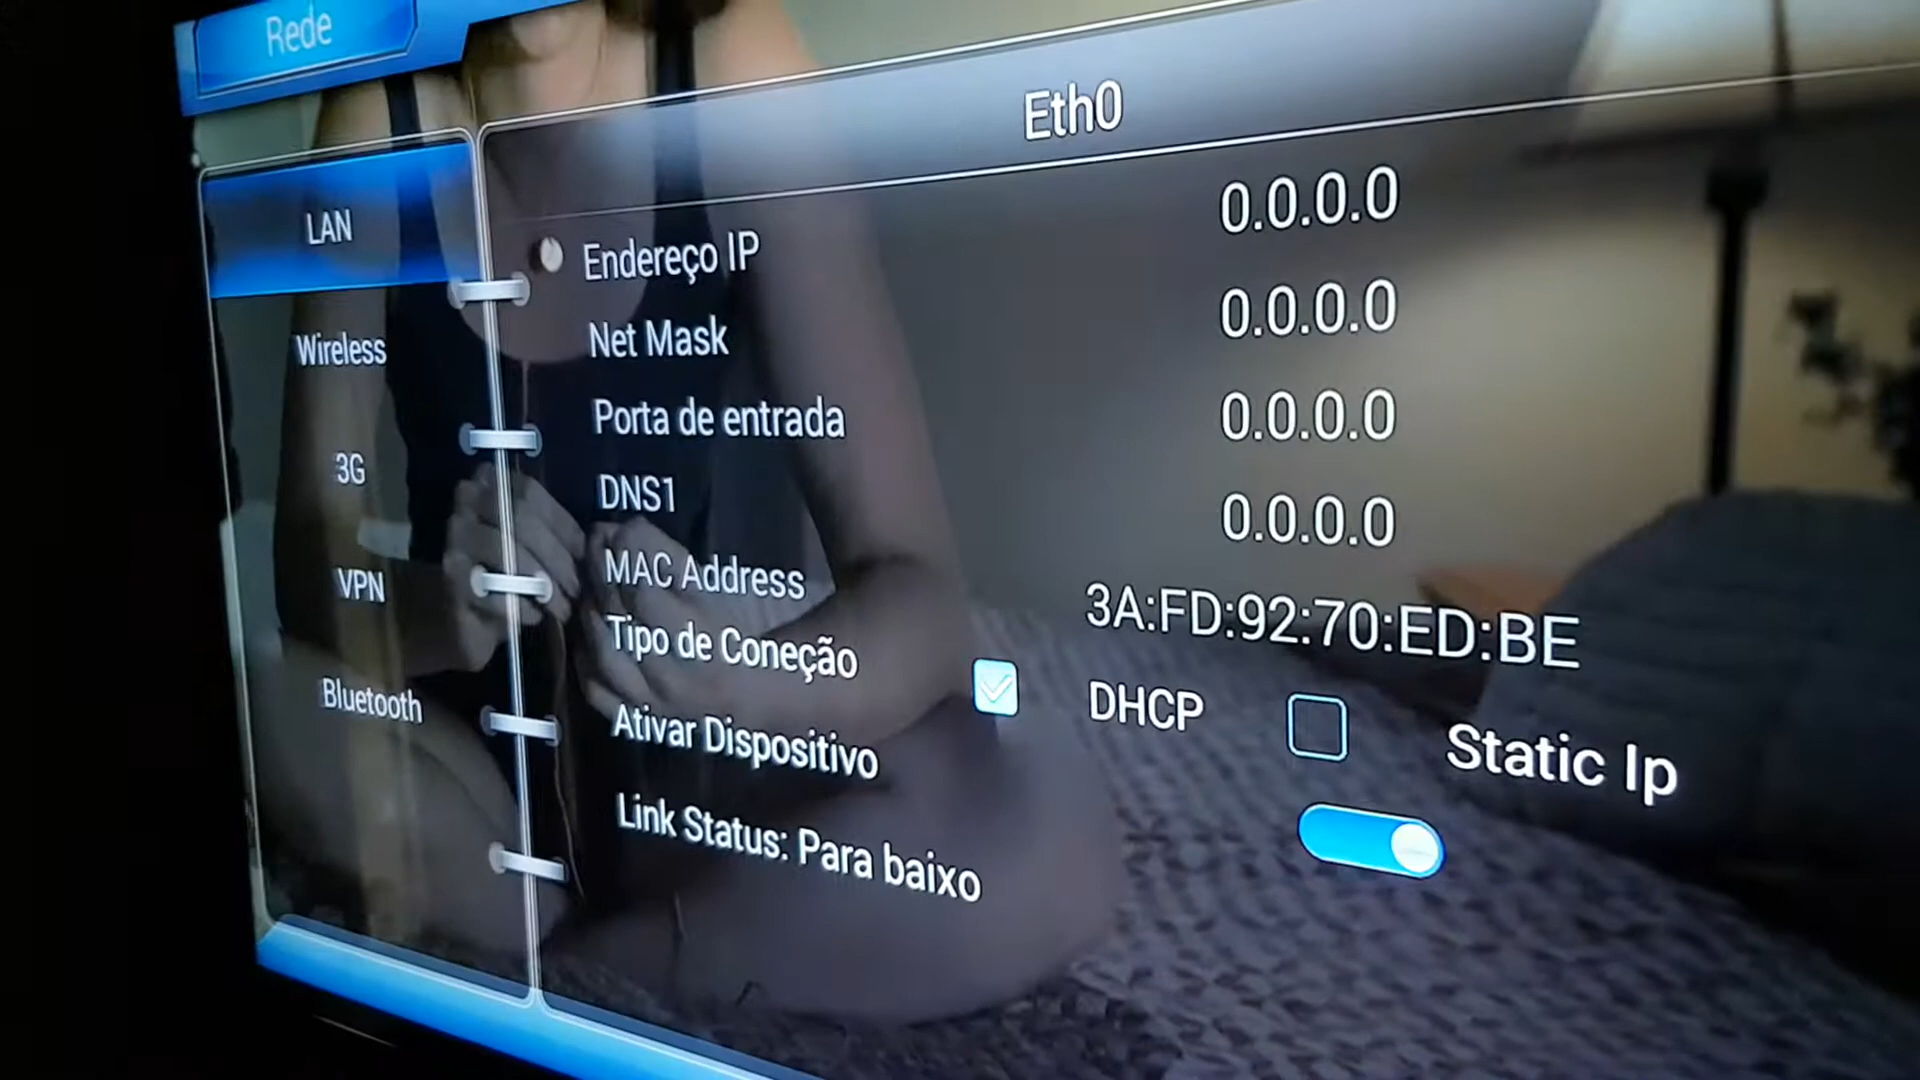 Rede
Eth0
LAN
Wireless
3G
VPN
Bluetooth
Endereço IP 0.0.0.0
Net Mask 0.0.0.0
Porta de entrada 0.0.0.0
DNS1 0.0.0.0
MAC Address 3A:FD:92:70:ED:BE
Tipo de Coneção DHCP Static Ip
Ativar Dispositivo
Link Status: Para baixo